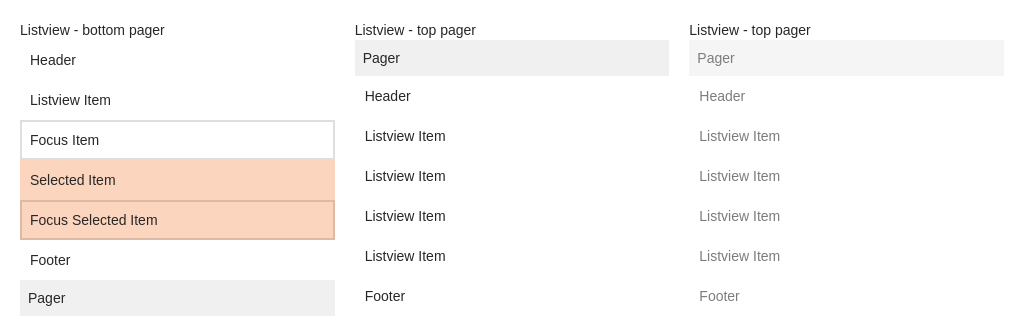 Listview - bottom pager
Header
Listview Item
Focus Item
Selected Item
Focus Selected Item
Footer
Pager
Listview - top pager
Pager
Header
Listview Item
Listview Item
Listview Item
Listview Item
Footer
Listview - top pager
Pager
Header
Listview Item
Listview Item
Listview Item
Listview Item
Footer